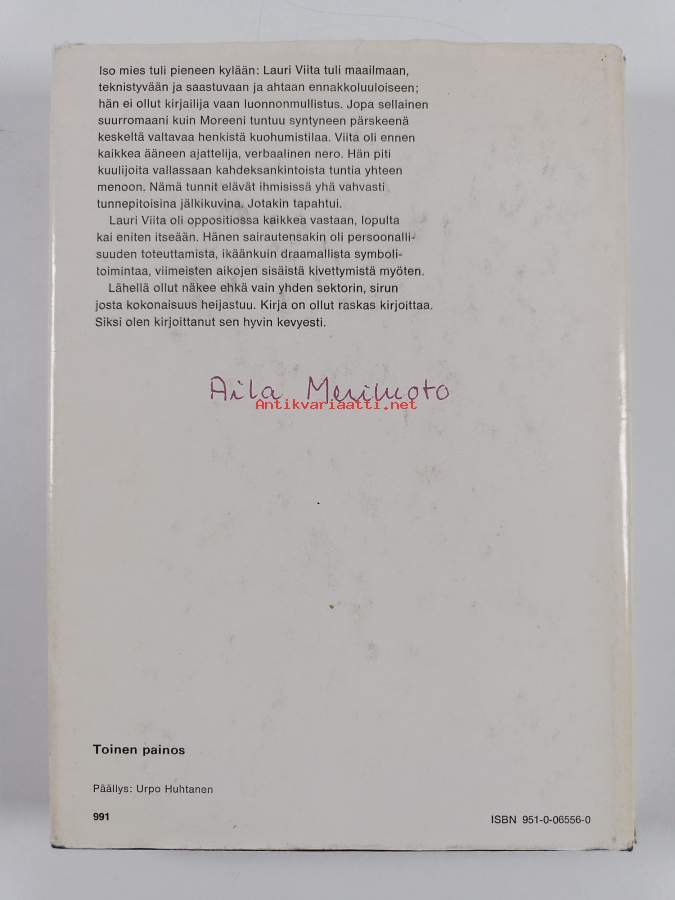 Iso mies tuli pieneen kylään: Lauri Viita tuli maailmaan,
teknistyvään ja saastuvaan ja ahtaan ennakkoluuloiseen;
hän ei ollut kirjailija vaan luonnonmullistus. Jopa sellainen
suurromaani kuin Moreeni tuntuu syntyneen pärskeenä
keskeltä valtavaa henkistä kuohumistilaa. Viita oli ennen
kaikkea ääneen ajattelija, verbaalinen nero. Hän piti
kuulijoita vallassaan kahdeksankintoista tuntia yhteen
menoon. Nämä tunnit elävät ihmisissä yhä vahvasti
tunnepitoisina jälkikuvina. Jotakin tapahtui.
Lauri Viita oli oppositiossa kaikkea vastaan, lopulta
kai eniten itseään. Hänen sairautensakin oli persoonalli-
suuden toteuttamista, ikäänkuin draamallista symboli-
toimintaa, viimeisten aikojen sisäistä kivettymistä myöten.
Lähellä ollut näkee ehkä vain yhden sektorin, sirun
josta kokonaisuus heijastuu. Kirja on ollut raskas kirjoittaa.
Siksi olen kirjoittanut sen hyvin kevyesti.
Aila Meriluoto
Antikvariaatti.net
Toinen painos
Päällys: Urpo Huhtanen
991
ISBN 951-0-06556-0